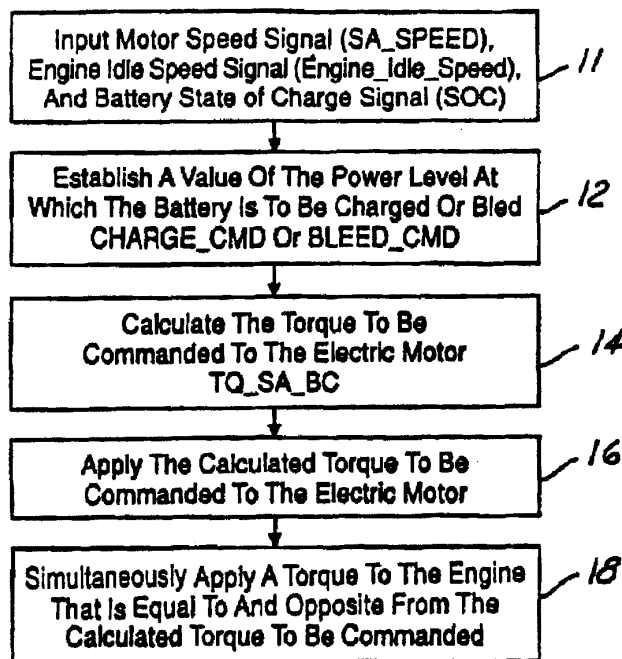 Input Motor Speed Signal (SA_SPEED),
Engine Idle Speed Signal (Engine_Idle_Speed),
And Battery State of Charge Signal (SOC)
11
Establish A Value Of The Power Level At
Which The Battery Is To Be Charged Or Bled
CHARGE_CMD Or BLEED_CMD
12
Calculate The Torque To Be
Commanded To The Electric Motor
TQ_SA_BC
14
Apply The Calculated Torque To Be
Commanded To The Electric Motor
16
Simultaneously Apply A Torque To The Engine
That Is Equal To And Opposite From The
Calculated Torque To Be Commanded
18